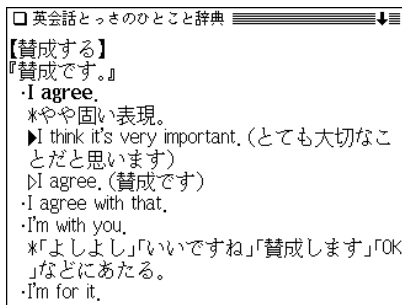 英会話とっさのひとこと辞典
【賛成する】
『賛成です。』
·I agree.
*やや固い表現。
▶I think it's very important. (とても大切なこ
とだと思います)
▷I agree. (賛成です)
·I agree with that.
·I'm with you.
*「よしよし」「いいですね」「賛成します」「OK
」などにあたる。
·I'm for it.